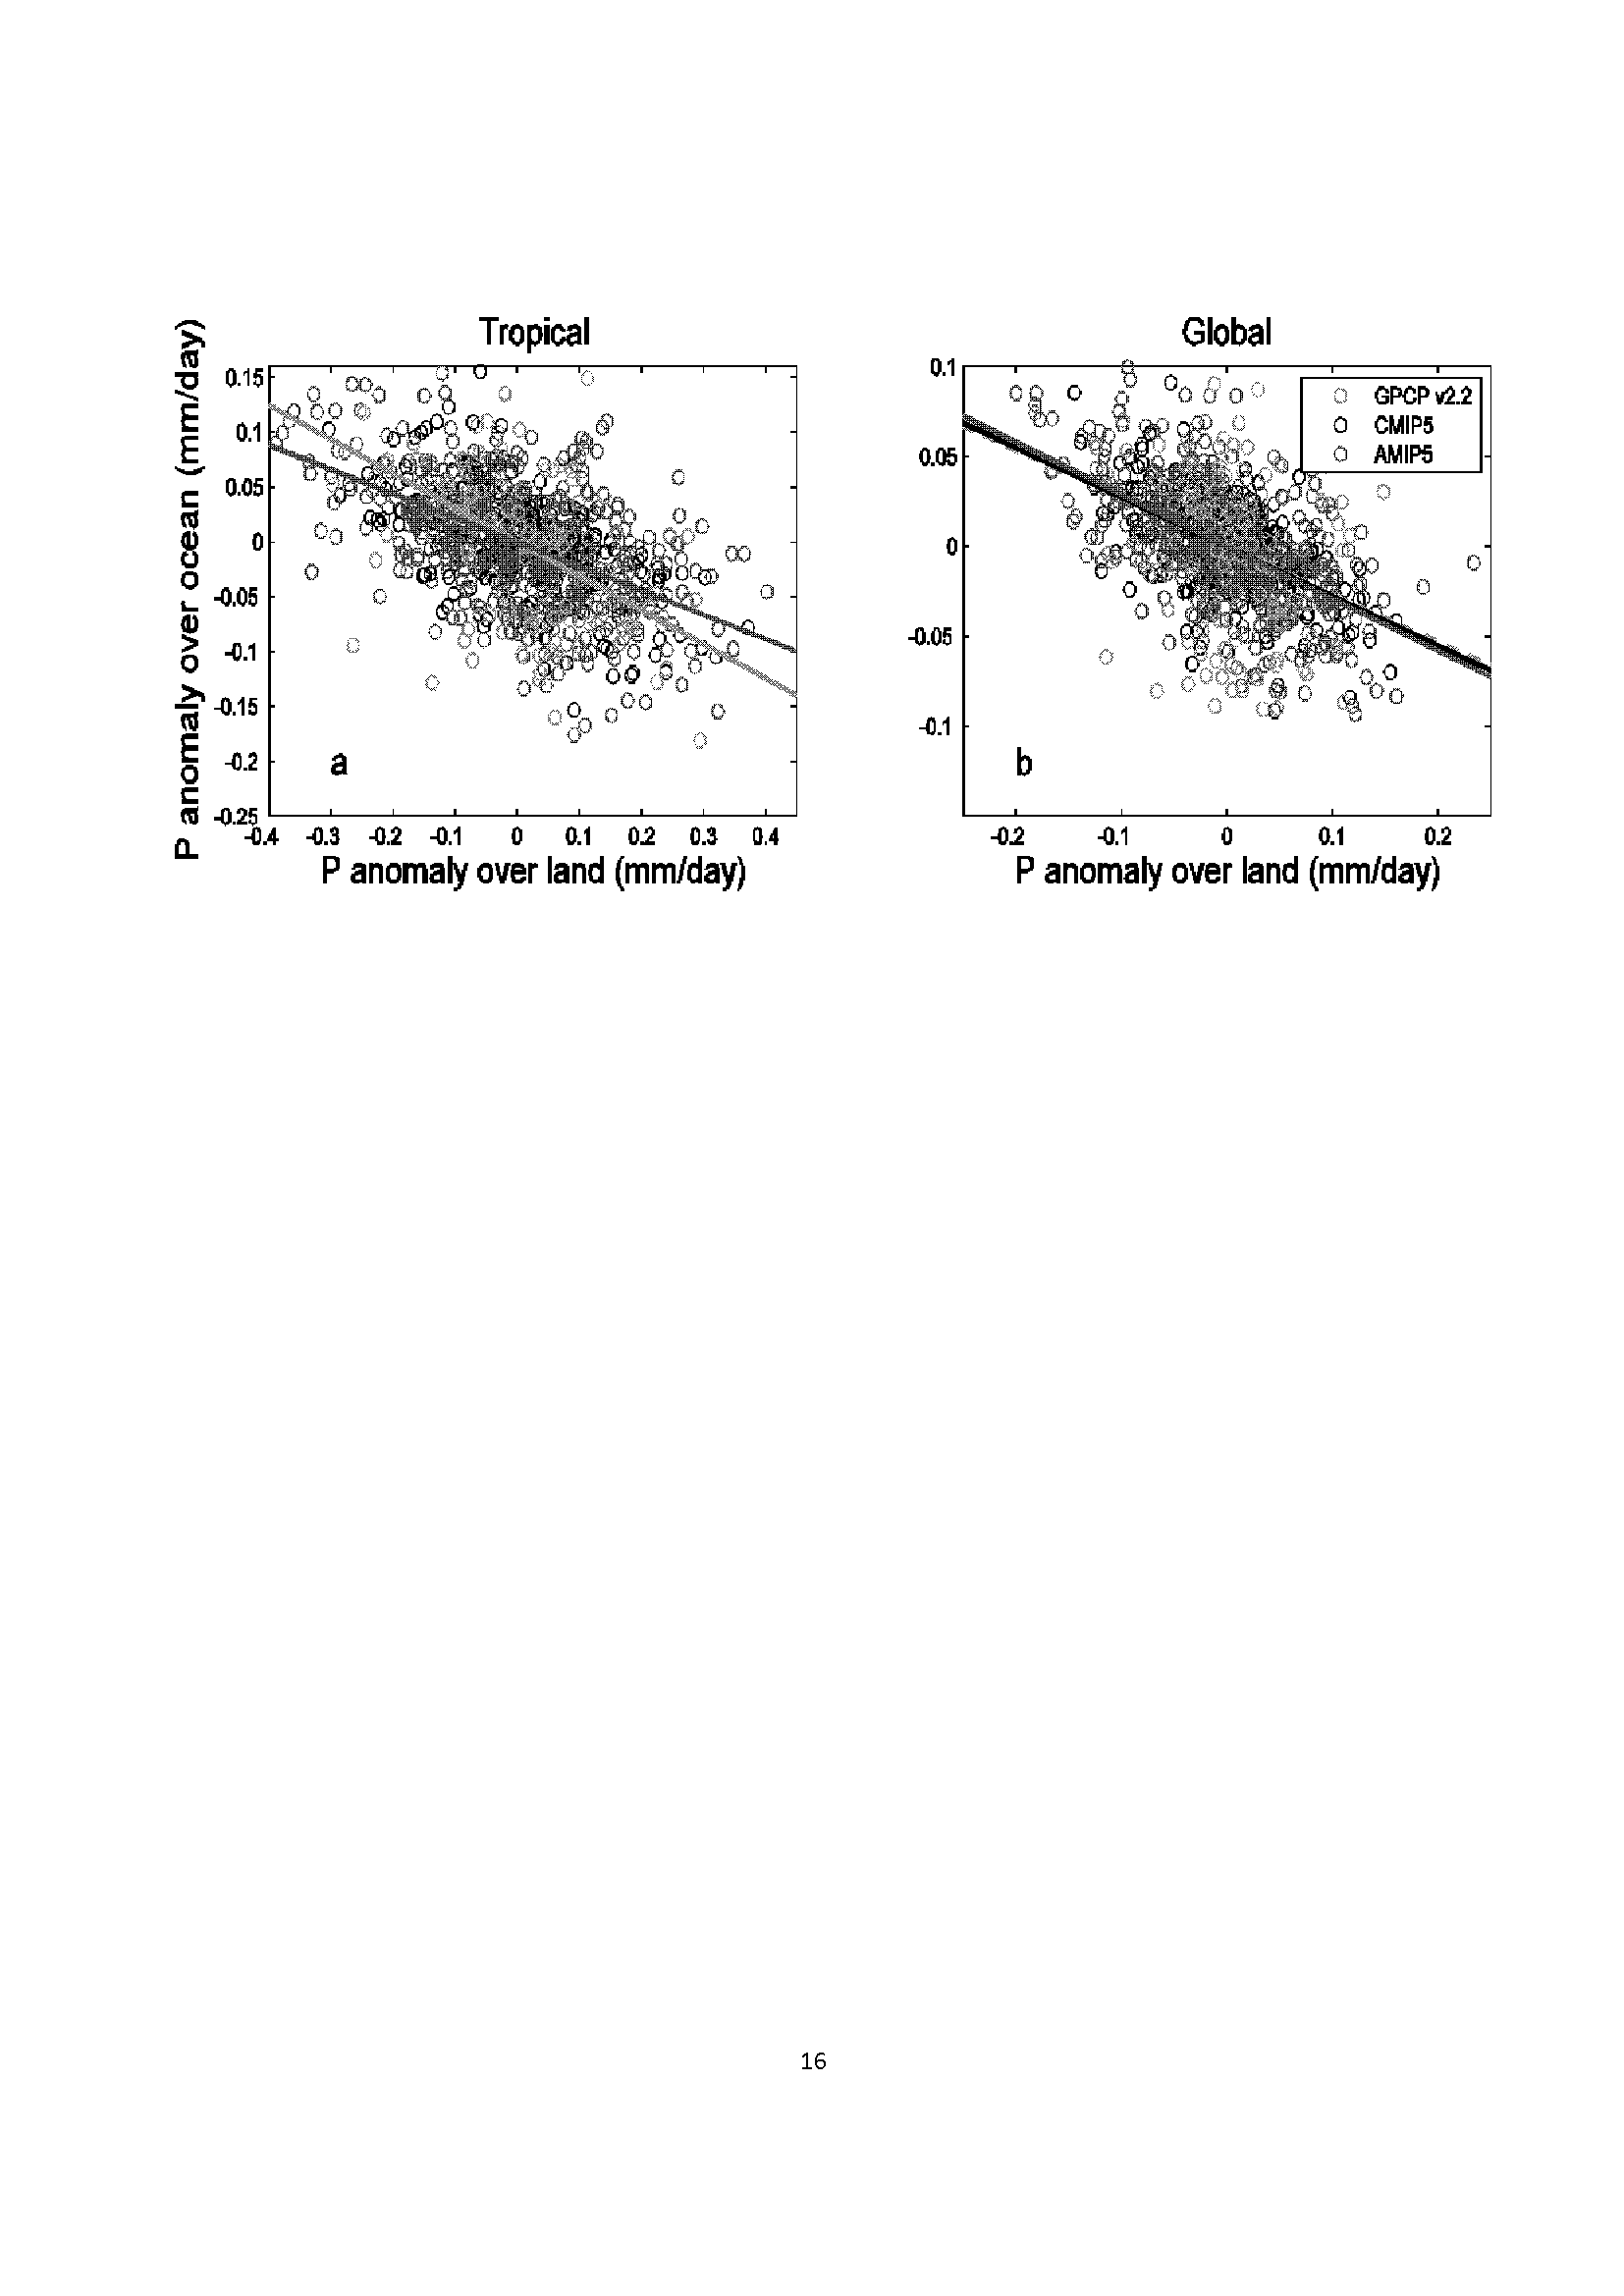 Tropical
P anomaly over ocean (mm/day)
0.15
0.1
0.05
0
-0.05
-0.1
-0.15
-0.2
-0.25
a
-0.4 -0.3 -0.2 -0.1 0 0.1 0.2 0.3 0.4
P anomaly over land (mm/day)
Global
0.1
0.05
0
-0.05
-0.1
GPCP v2.2
CMIP5
AMIP5
b
-0.2 -0.1 0 0.1 0.2
P anomaly over land (mm/day)
16